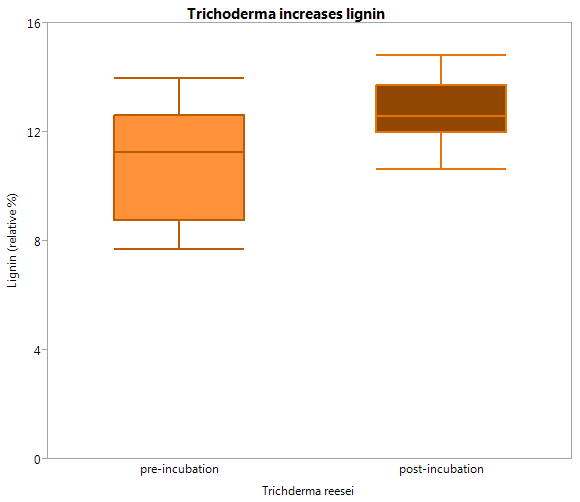 Trichoderma increases lignin
16
12
8
4
0
Lignin (relative %)
pre-incubation
post-incubation
Trichderma reesei